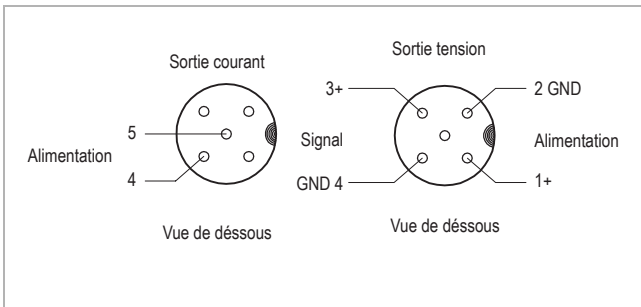 Sortie courant
5
Alimentation
4
Vue de déssous
Sortie tension
3+
2 GND
Signal
Alimentation
GND 4
1+
Vue de déssous